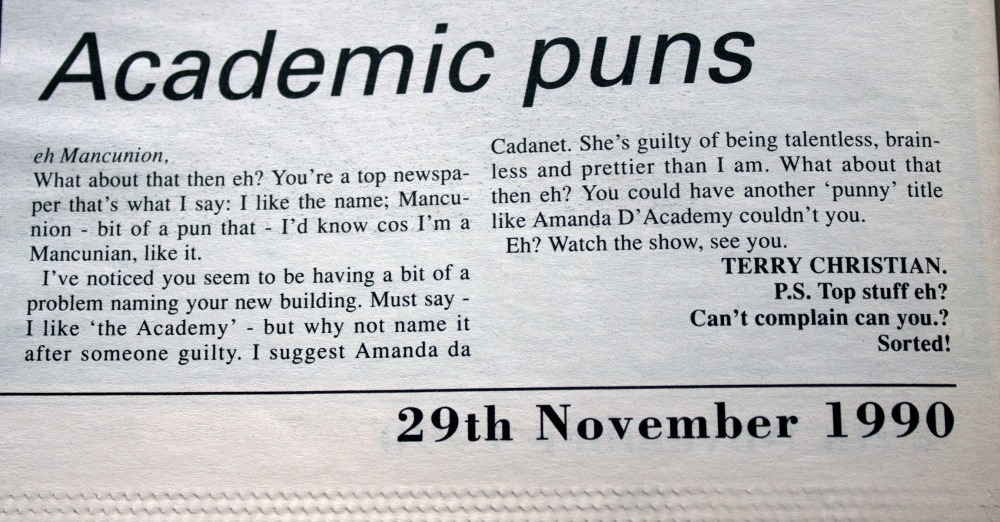 Academic puns
eh Mancunion,
What about that then eh? You're a top newspa-
per that's what I say: I like the name; Mancu-
nion - bit of a pun that - I'd know cos I'm a
Mancunian, like it.
I've noticed you seem to be having a bit of a
problem naming your new building. Must say -
I like 'the Academy' - but why not name it
after someone guilty. I suggest Amanda da
Cadanet. She's guilty of being talentless, brain-
less and prettier than I am. What about that
then eh? You could have another 'punny' title
like Amanda D'Academy couldn't you.
Eh? Watch the show, see you.
TERRY CHRISTIAN.
P.S. Top stuff eh?
Can't complain can you.?
Sorted!
29th November 1990